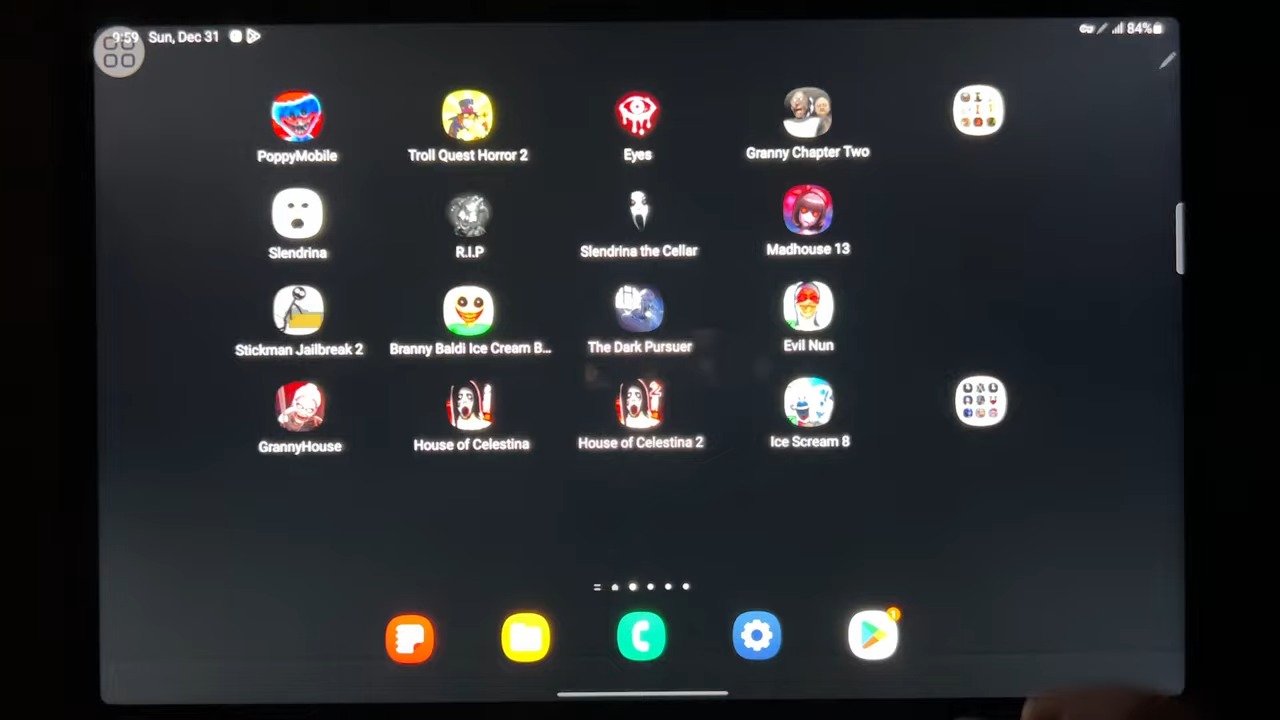 9:59 Sun, Dec 31
84%
PoppyMobile
Troll Quest Horror 2
Eyes
Granny Chapter Two
Slendrina
R.I.P
Slendrina the Cellar
Madhouse 13
Stickman Jailbreak 2
Branny Baldi Ice Cream B...
The Dark Pursuer
Evil Nun
GrannyHouse
House of Celestina
House of Celestina 2
Ice Scream 8
1